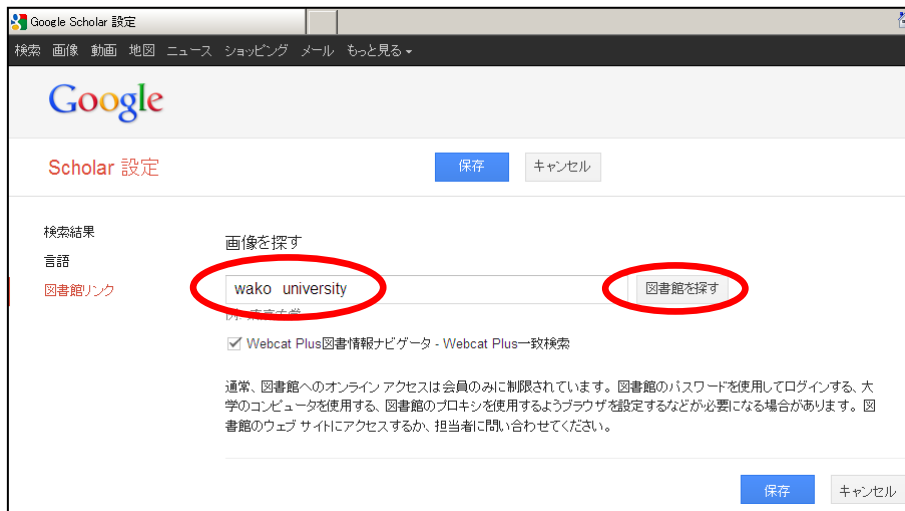 Google Scholar 設定
検索 画像 動画 地図 ニュース ショッピング メール もっと見る
Google
Scholar 設定
保存 キャンセル
検索結果
言語
図書館リンク
画像を探す
wako university 図書館を探す
Webcat Plus図書情報ナビゲータ - Webcat Plus一致検索
通常、図書館へのオンライン アクセスは会員のみに制限されています。図書館のパスワードを使用してログインする、大
学のコンピュータを使用する、図書館のプロキシを使用するようブラウザを設定するなどが必要になる場合があります。図
書館のウェブ サイトにアクセスするか、担当者に問い合わせてください。
保存 キャンセル